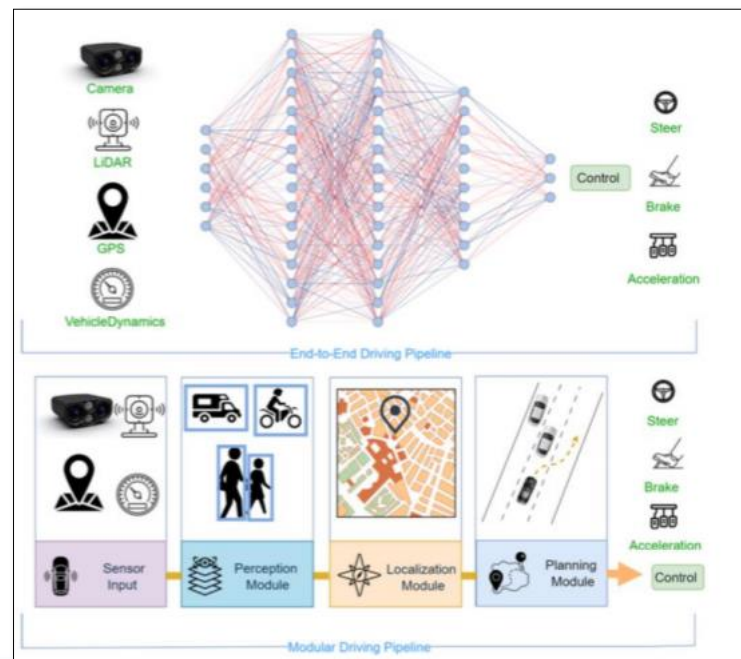 Camera
LiDAR
GPS
VehicleDynamics
Control
Steer
Brake
Acceleration
End-to-End Driving Pipeline
Sensor
Input
Perception
Module
Localization
Module
Planning
Module
Steer
Brake
Acceleration
Control
Modular Driving Pipeline